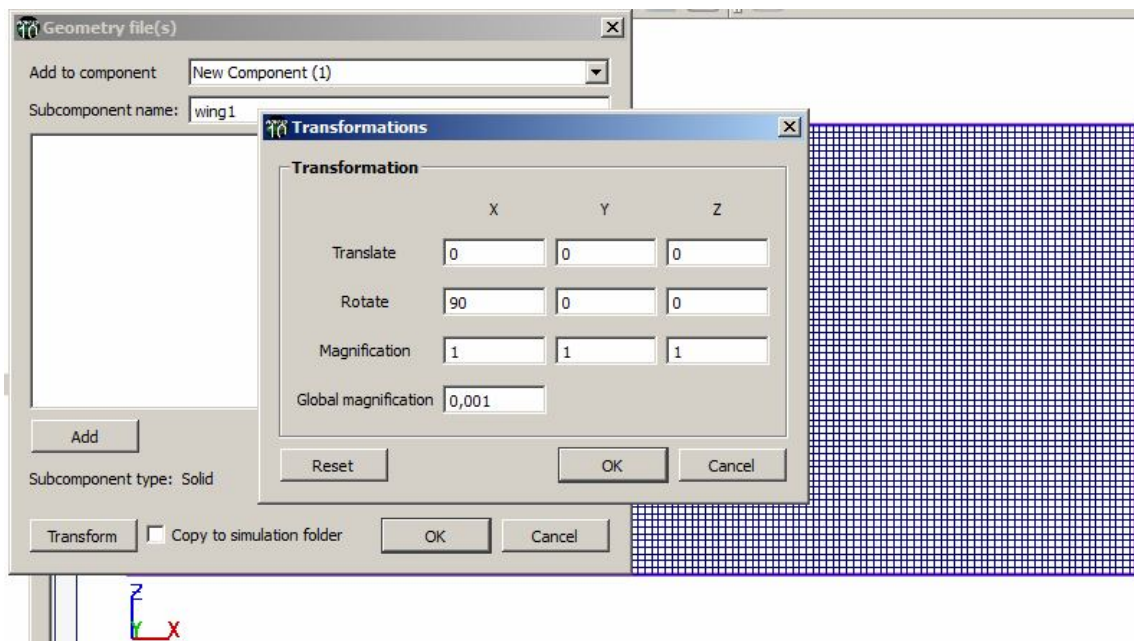 Geometry file(s)
Add to component New Component (1)
Subcomponent name: wing1
Transformations
Transformation
X Y Z
Translate 0 0 0
Rotate 90 0 0
Magnification 1 1 1
Global magnification 0,001
Reset OK Cancel
Add
Subcomponent type: Solid
Transform Copy to simulation folder OK Cancel
Z
Y X